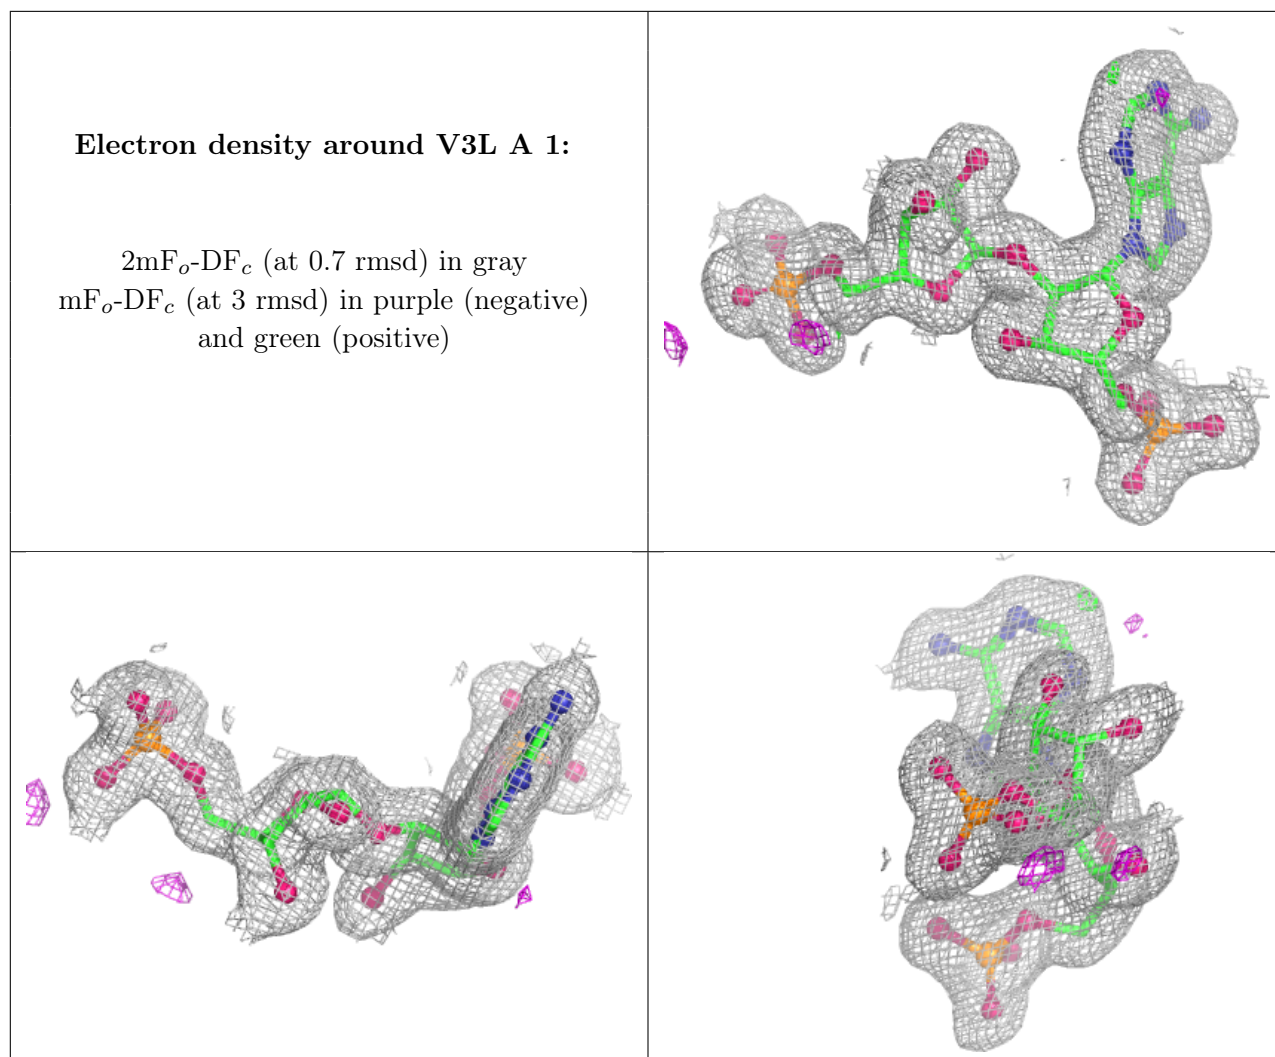 Electron density around V3L A 1:
2mFo-DFc (at 0.7 rmsd) in gray
mFo-DFc (at 3 rmsd) in purple (negative)
and green (positive)